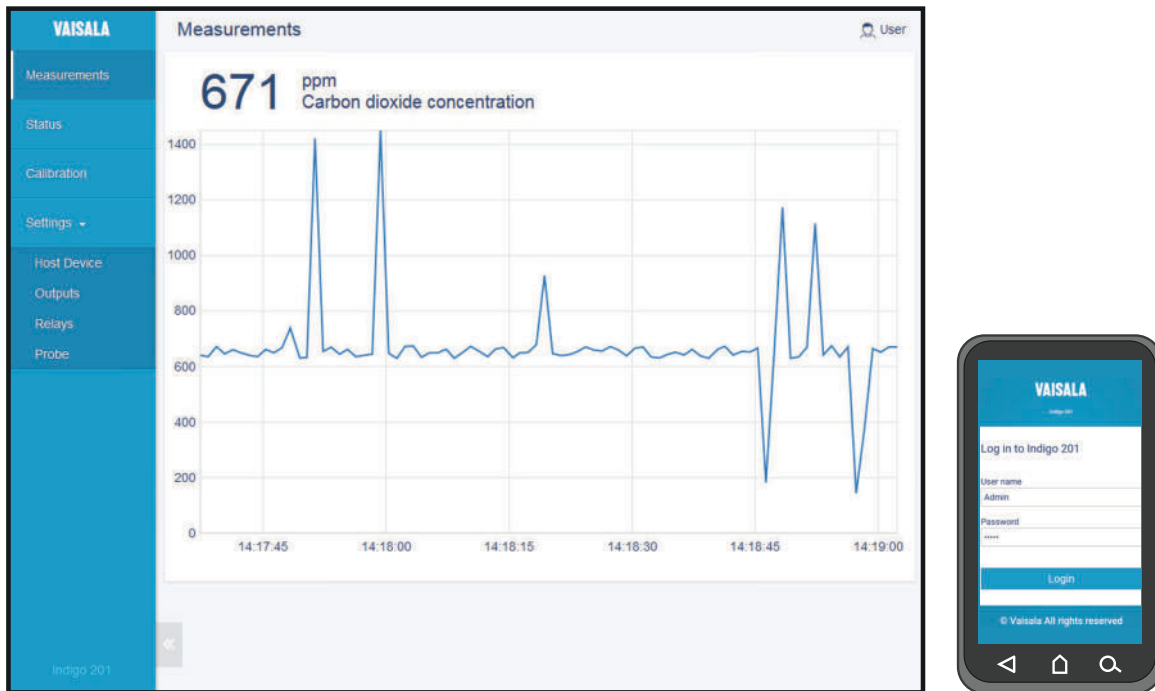 VAISALA
Measurements
Status
Calibration
Settings
Host Device
Outputs
Relays
Probe
Indigo 201
Measurements
User
671 ppm
Carbon dioxide concentration
1400
1200
1000
800
600
400
200
0
14:17:45 14:18:00 14:18:15 14:18:30 14:18:45 14:19:00
VAISALA
Indigo 201
Log in to Indigo 201
User name
Admin
Password
•••••
Login
© Vaisala All rights reserved